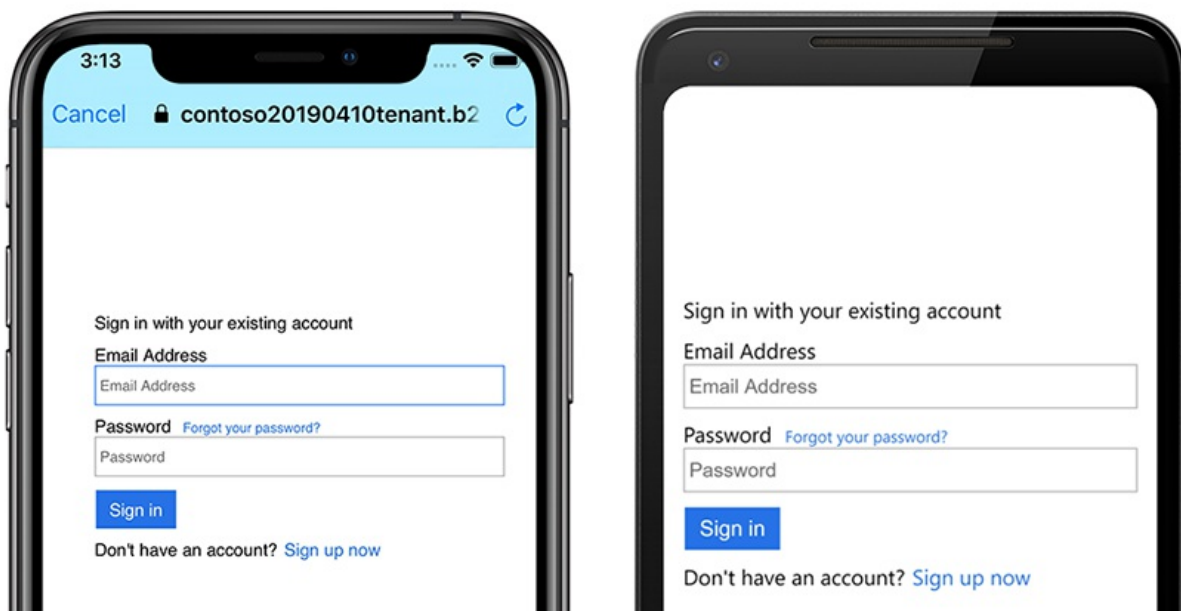 3:13
Cancel contoso20190410tenant.b2
Sign in with your existing account
Email Address
Email Address
Password Forgot your password?
Password
Sign in
Don't have an account? Sign up now
Sign in with your existing account
Email Address
Email Address
Password Forgot your password?
Password
Sign in
Don't have an account? Sign up now